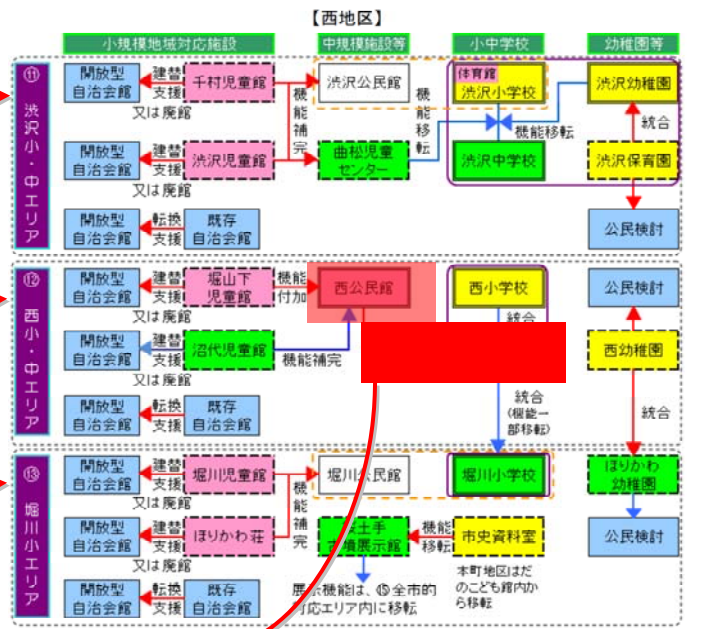 【西地区】
小規模地域対応施設
中規模施設等
小中学校
幼稚園等
⑪
渋沢小・中エリア
開放型
自治会館
建替
支援
又は廃館
千村児童館
機能補完
渋沢公民館
機能移転
体育館
渋沢小学校
渋沢幼稚園
機能移転
統合
開放型
自治会館
建替
支援
又は廃館
渋沢児童館
曲松児童
センター
渋沢中学校
渋沢保育園
開放型
自治会館
転換
支援
既存
自治会館
公民検討
⑫
西小・中エリア
開放型
自治会館
建替
支援
又は廃館
堀山下
児童館
機能
付加
西公民館
西小学校
統合
公民検討
開放型
自治会館
建替
支援
又は廃館
沼代児童館
機能補完
西幼稚園
開放型
自治会館
転換
支援
既存
自治会館
統合
(機能一
部移転)
統合
⑬
堀川小エリア
開放型
自治会館
建替
支援
又は廃館
堀川児童館
機能補完
堀川公民館
堀川小学校
ほりかわ
幼稚園
開放型
自治会館
建替
支援
又は廃館
ほりかわ荘
土手
古墳展示館
機能
移転
市史資料室
公民検討
開放型
自治会館
転換
支援
既存
自治会館
展示機能は、⑮全市的
対応エリア内に移転
本町地区はだ
のこども館内か
ら移転